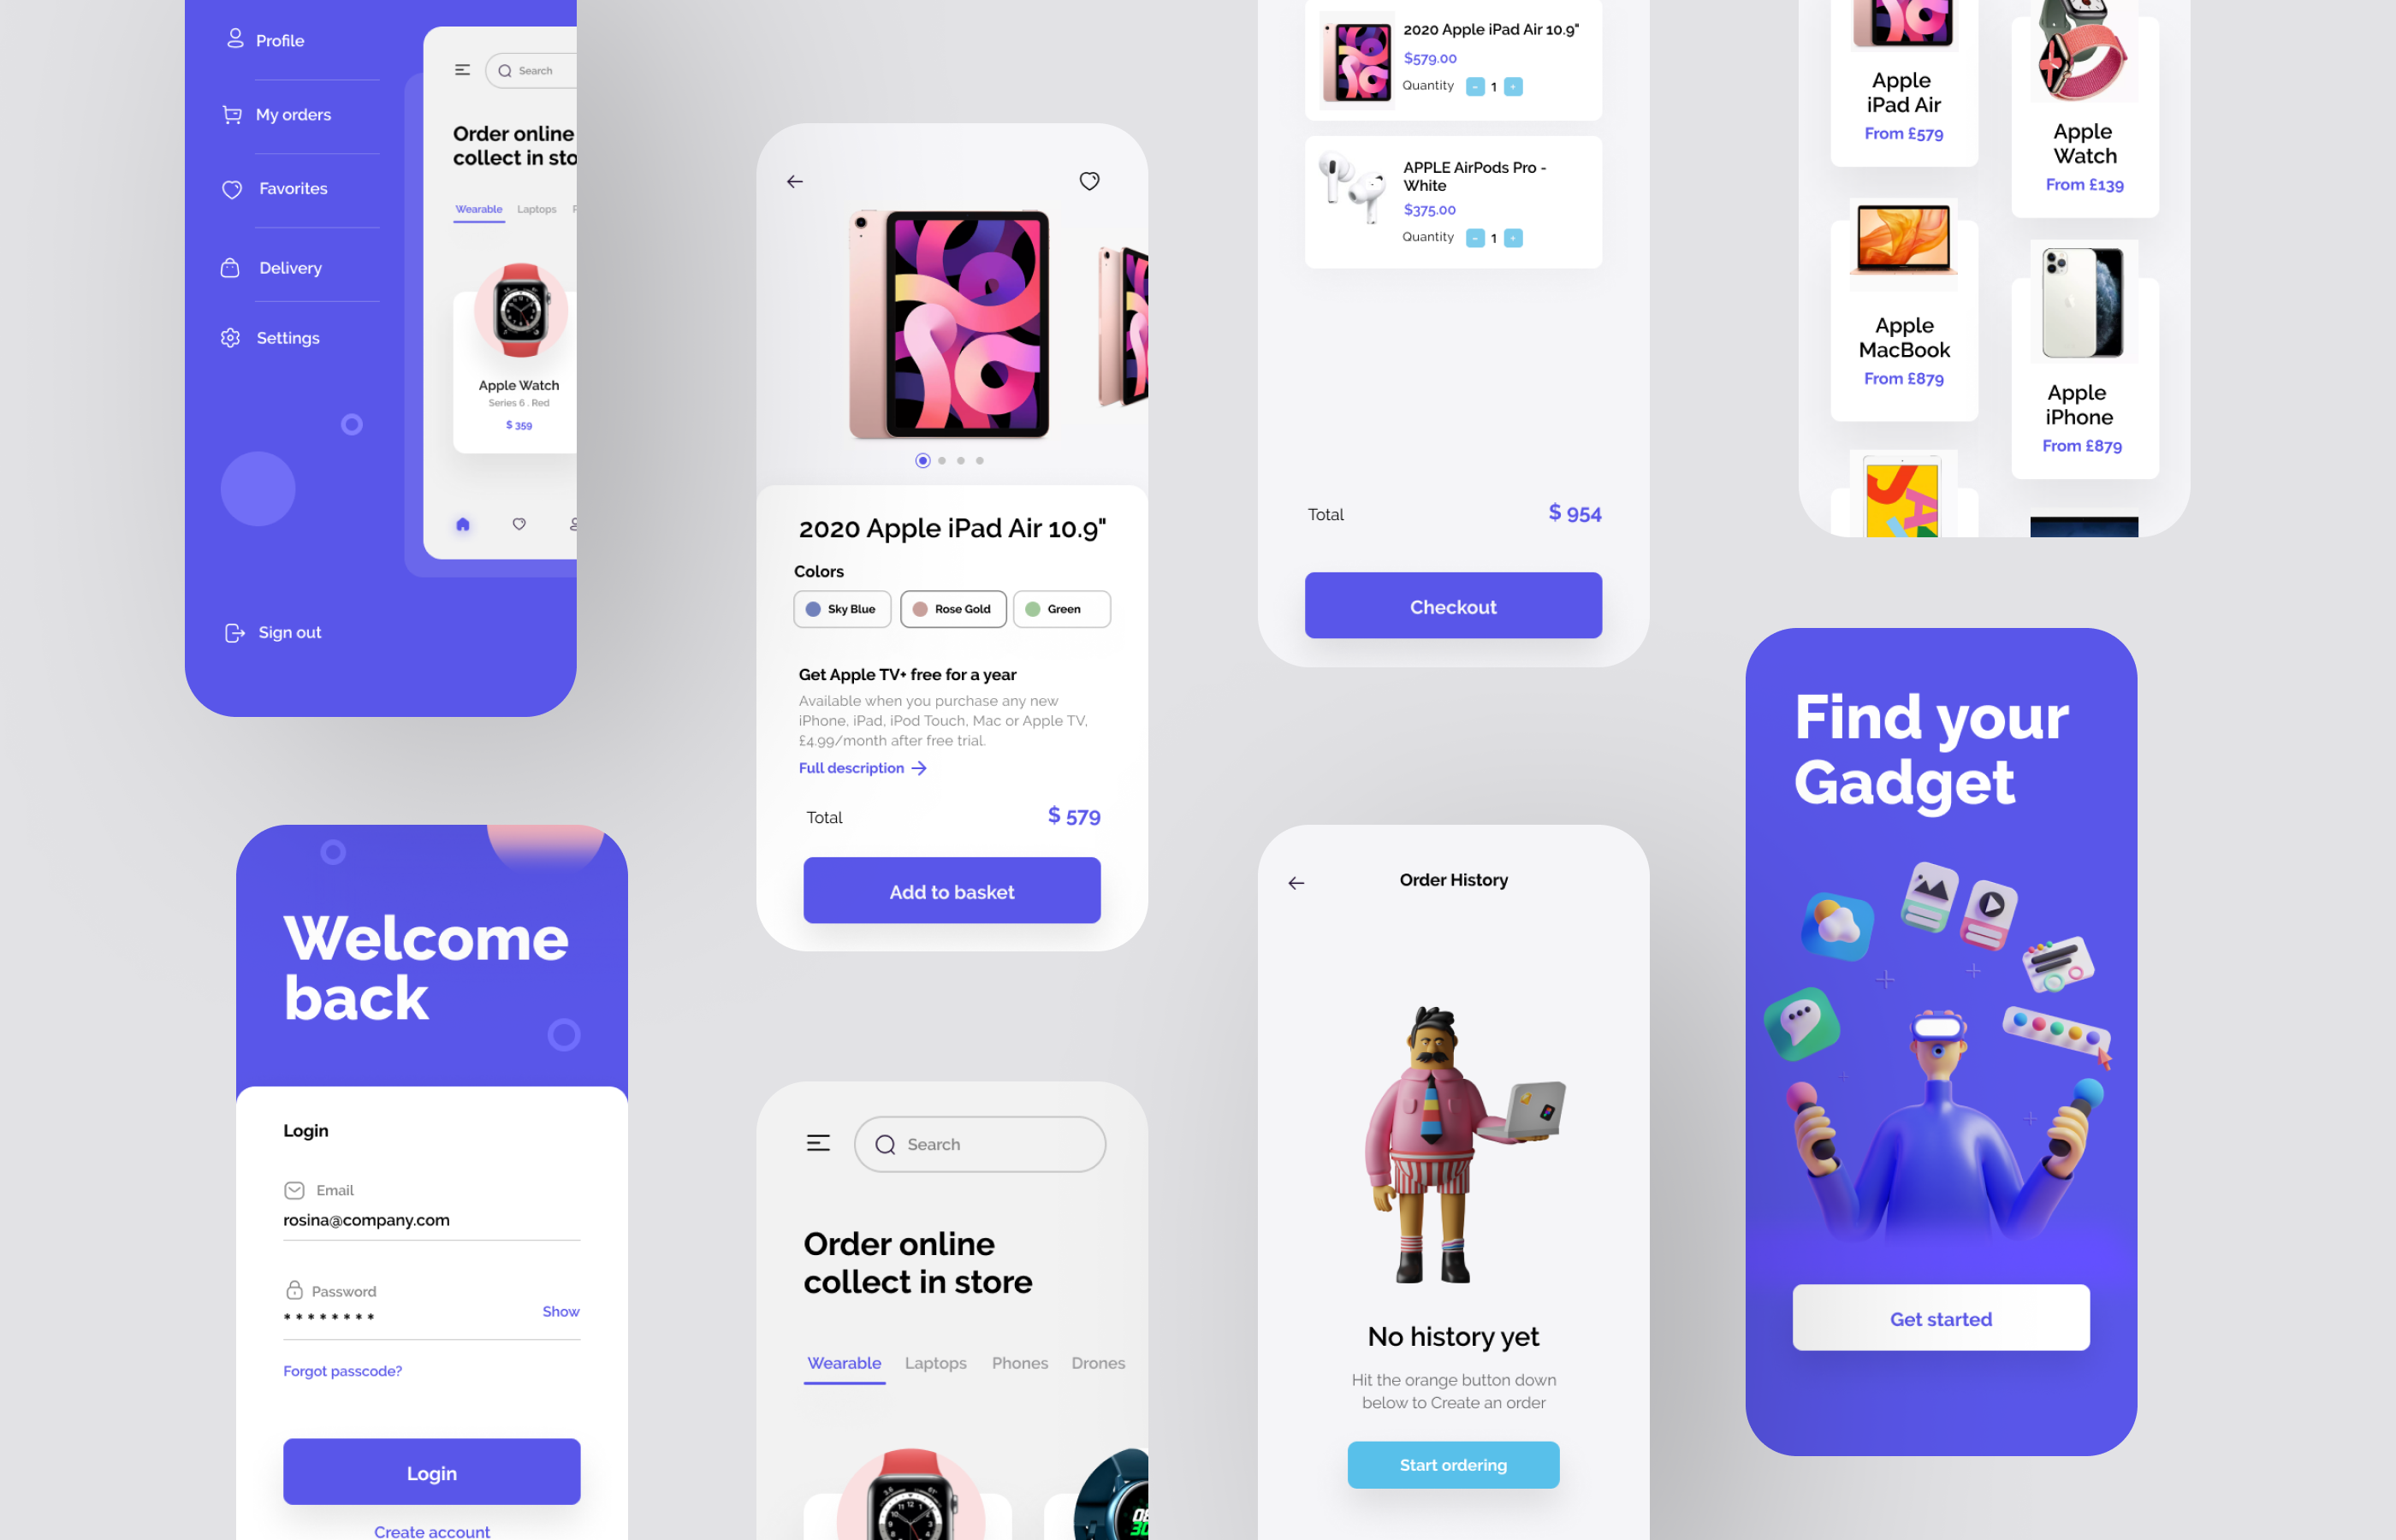 Profile
My orders
Favorites
Delivery
Settings
Sign out
Search
Order online
collect in sto
Wearable Laptops
Apple Watch
Series 6 . Red
$ 359
Welcome
back
Login
Email
rosina@company.com
Password
* * * * * * * *
Show
Forgot passcode?
Login
Create account
2020 Apple iPad Air 10.9"
Colors
Sky Blue
Rose Gold
Green
Get Apple TV+ free for a year
Available when you purchase any new
iPhone, iPad, iPod Touch, Mac or Apple TV,
£4.99/month after free trial.
Full description
Total
$ 579
Add to basket
Search
Order online
collect in store
Wearable Laptops Phones Drones
2020 Apple iPad Air 10.9"
$579.00
Quantity - 1 +
APPLE AirPods Pro -
White
$375.00
Quantity - 1 +
Total
$ 954
Checkout
Order History
No history yet
Hit the orange button down
below to Create an order
Start ordering
Apple
iPad Air
From £579
Apple
Watch
From £139
Apple
MacBook
From £879
Apple
iPhone
From £879
Find your
Gadget
Get started